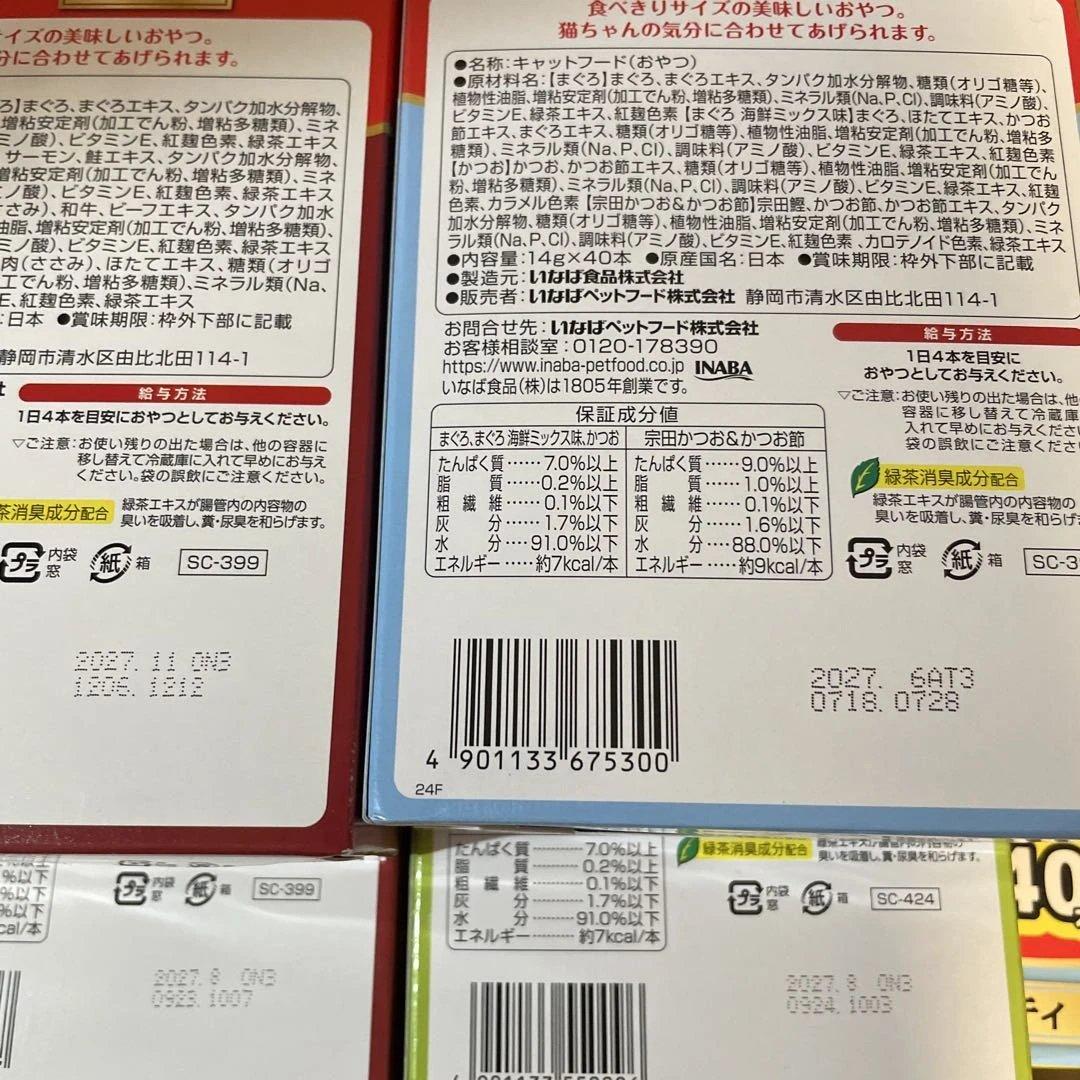 サイズの美味しいおやつ。
分に合わせてあげられます。
ろ】まぐろ、まぐろエキス、タンパク加水分解物、
増粘安定剤(加工でん粉、増粘多糖類)、ミネ
ミノ酸)、ビタミンE、紅麹色素、緑茶エキス
サーモン、鮭エキス、タンパク加水分解物、
増粘安定剤(加工でん粉、増粘多糖類)、ミネ
ミノ酸)、ビタミンE、紅麹色素、緑茶エキス
ささみ)、和牛、ビーフエキス、タンパク加水
油脂、増粘安定剤(加工でん粉、増粘多糖類)、
ミノ酸)、ビタミンE、紅麹色素、緑茶エキス
肉(ささみ)、ほたてエキス、糖類(オリゴ
工でん粉、増粘多糖類)、ミネラル類(Na、
E、紅麹色素、緑茶エキス
:日本 ●賞味期限:枠外下部に記載
静岡市清水区由比北田114-1
給与方法
1日4本を目安におやつとしてお与えください。
▽ご注意:お使い残りの出た場合は、他の容器に
移し替えて冷蔵庫に入れて早めにお与え
ください。袋の誤飲にご注意ください。
茶消臭成分配合
緑茶エキスが腸管内の内容物の
臭いを吸着し、糞・尿臭を和らげます。
プラ 内袋 窓 紙 箱 SC-399
2027.11 ON3
1206.1212
食べきりサイズの美味しいおやつ。
猫ちゃんの気分に合わせてあげられます。
●名称:キャットフード(おやつ)
●原材料名:【まぐろ】まぐろ、まぐろエキス、タンパク加水分解物、糖類(オリゴ糖等)、
植物性油脂、増粘安定剤(加工でん粉、増粘多糖類)、ミネラル類(Na、P、Cl)、調味料(アミノ酸)、
ビタミンE、緑茶エキス、紅麹色素【まぐろ 海鮮ミックス味】まぐろ、ほたてエキス、かつお
節エキス、まぐろエキス、糖類(オリゴ糖等)、植物性油脂、増粘安定剤(加工でん粉、増粘多
糖類)、ミネラル類(Na、P、Cl)、調味料(アミノ酸)、ビタミンE、緑茶エキス、紅麹色素
【かつお】かつお、かつお節エキス、糖類(オリゴ糖等)、植物性油脂、増粘安定剤(加工でん
粉、増粘多糖類)、ミネラル類(Na、P、Cl)、調味料(アミノ酸)、ビタミンE、緑茶エキス、紅麹
色素、カラメル色素【宗田かつお&かつお節】宗田鰹、かつお節、かつお節エキス、タンパク
加水分解物、糖類(オリゴ糖等)、植物性油脂、増粘安定剤(加工でん粉、増粘多糖類)、ミネ
ラル類(Na、P、Cl)、調味料(アミノ酸)、ビタミンE、紅麹色素、カロテノイド色素、緑茶エキス
●内容量:14g×40本 ●原産国名:日本 ●賞味期限:枠外下部に記載
●製造元:いなば食品株式会社
●販売者:いなばペットフード株式会社 静岡市清水区由比北田114-1
お問合せ先:いなばペットフード株式会社
お客様相談室:0120-178390
https://www.inaba-petfood.co.jp INABA
いなば食品(株)は1805年創業です。
保証成分値
まぐろ、まぐろ 海鮮ミックス味、かつお 宗田かつお&かつお節
たんぱく質……7.0%以上 たんぱく質……9.0%以上
脂質……0.2%以上 脂質……1.0%以上
粗繊維……0.1%以下 粗繊維……0.1%以下
灰分……1.7%以下 灰分……1.6%以下
水分……91.0%以下 水分……88.0%以下
エネルギー……約7kcal/本 エネルギー……約9kcal/本
給与方法
1日4本を目安に
おやつとしてお与えください。
▽ご注意:お使い残りの出た場合は、他の
容器に移し替えて冷蔵庫
入れて早めにお与え
袋の誤飲にご注意くださ
緑茶消臭成分配合
緑茶エキスが腸管内の内容物の
臭いを吸着し、糞・尿臭を和らげま
プラ 内袋 窓 紙 箱 SC-3
2027. 6AT3
0718.0728
4 901133 675300
24F
%以下
%以下
%以下
cal/本
プラ 内袋 窓 紙 箱 SC-399
2027.8 ON3
0923.1007
たんぱく質………7.0%以上
脂質………0.2%以上
粗繊維………0.1%以下
灰分………1.7%以下
水分………91.0%以下
エネルギー………約7kcal/本
緑茶消臭成分配合
臭いを吸着し、糞・尿臭を和らげます。
プラ 内袋 窓 紙 箱 SC-424
2027.8 ON3
0924.1003
40
ティ